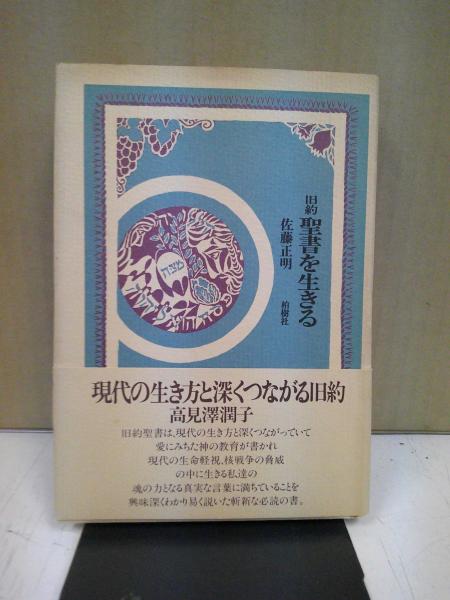 旧約
聖書を生きる
佐藤正明
柏樹社
מצה
現代の生き方と深くつながる旧約
高見澤潤子
旧約聖書は、現代の生き方と深くつながっていて
愛にみちた神の教育が書かれ
現代の生命軽視、核戦争の脅威
の中に生きる私達の
魂の力となる真実な言葉に満ちていることを
興味深くわかり易く説いた斬新な必読の書。